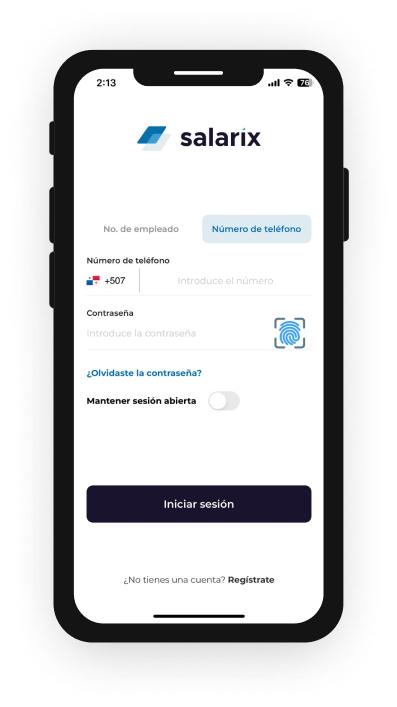 2:13
76
salarix
No. de empleado
Número de teléfono
Número de teléfono
+507
Introduce el número
Contraseña
Introduce la contraseña
¿Olvidaste la contraseña?
Mantener sesión abierta
Iniciar sesión
¿No tienes una cuenta? Regístrate